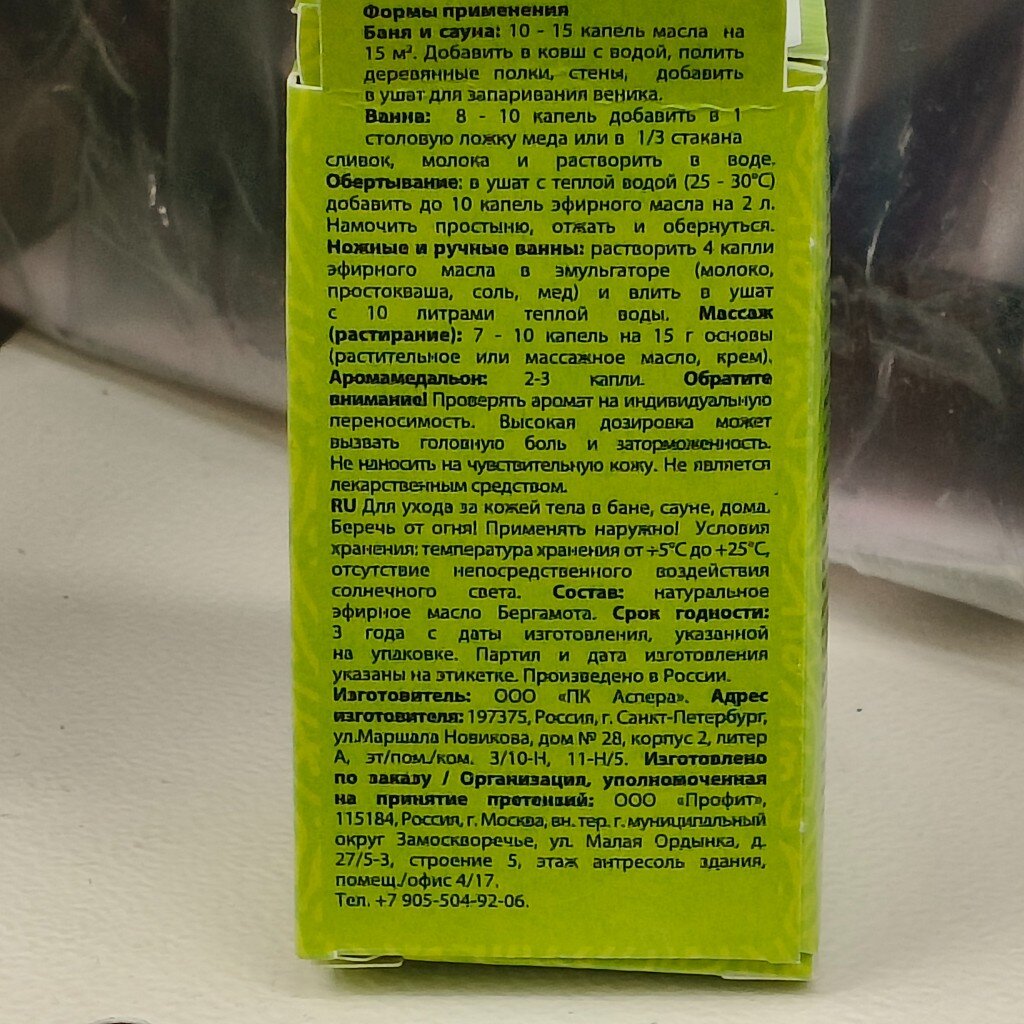 Формы применения
Баня и сауна: 10 - 15 капель масла на
15 м³. Добавить в ковш с водой, полить
деревянные полки, стены, добавить
в ушат для запаривания веника.
Ванна: 8 - 10 капель добавить в 1
столовую ложку меда или в 1/3 стакана
сливок, молока и растворить в воде.
Обертывание: в ушат с теплой водой (25 - 30°С)
добавить до 10 капель эфирного масла на 2 л.
Намочить простыню, отжать и обернуться.
Ножные и ручные ванны: растворить 4 капли
эфирного масла в эмульгаторе (молоко,
простокваша, соль, мед) и влить в ушат
с 10 литрами теплой воды. Массаж
(растирание): 7 - 10 капель на 15 г основы
(растительное или массажное масло, крем).
Аромамедальон: 2-3 капли. Обратите
внимание! Проверять аромат на индивидуальную
переносимость. Высокая дозировка может
вызвать головную боль и заторможенность.
Не наносить на чувствительную кожу. Не является
лекарственным средством.
RU Для ухода за кожей тела в бане, сауне, дома.
Беречь от огня! Применять наружно! Условия
хранения: температура хранения от +5°С до +25°С,
отсутствие непосредственного воздействия
солнечного света. Состав: натуральное
эфирное масло Бергамота. Срок годности:
3 года с даты изготовления, указанной
на упаковке. Партия и дата изготовления
указаны на этикетке. Произведено в России.
Изготовитель: ООО «ПК Аспера». Адрес
изготовителя: 197375, Россия, г. Санкт-Петербург,
ул.Маршала Новикова, дом № 28, корпус 2, литер
А, эт/пом./ком. 3/10-Н, 11-Н/5. Изготовлено
по заказу / Организация, уполномоченная
на принятие претензий: ООО «Профит»,
115184, Россия, г. Москва, вн. тер. г. муниципальный
округ Замоскворечье, ул. Малая Ордынка, д.
27/5-3, строение 5, этаж антресоль здания,
помещ./офис 4/17.
Тел. +7 905-504-92-06.